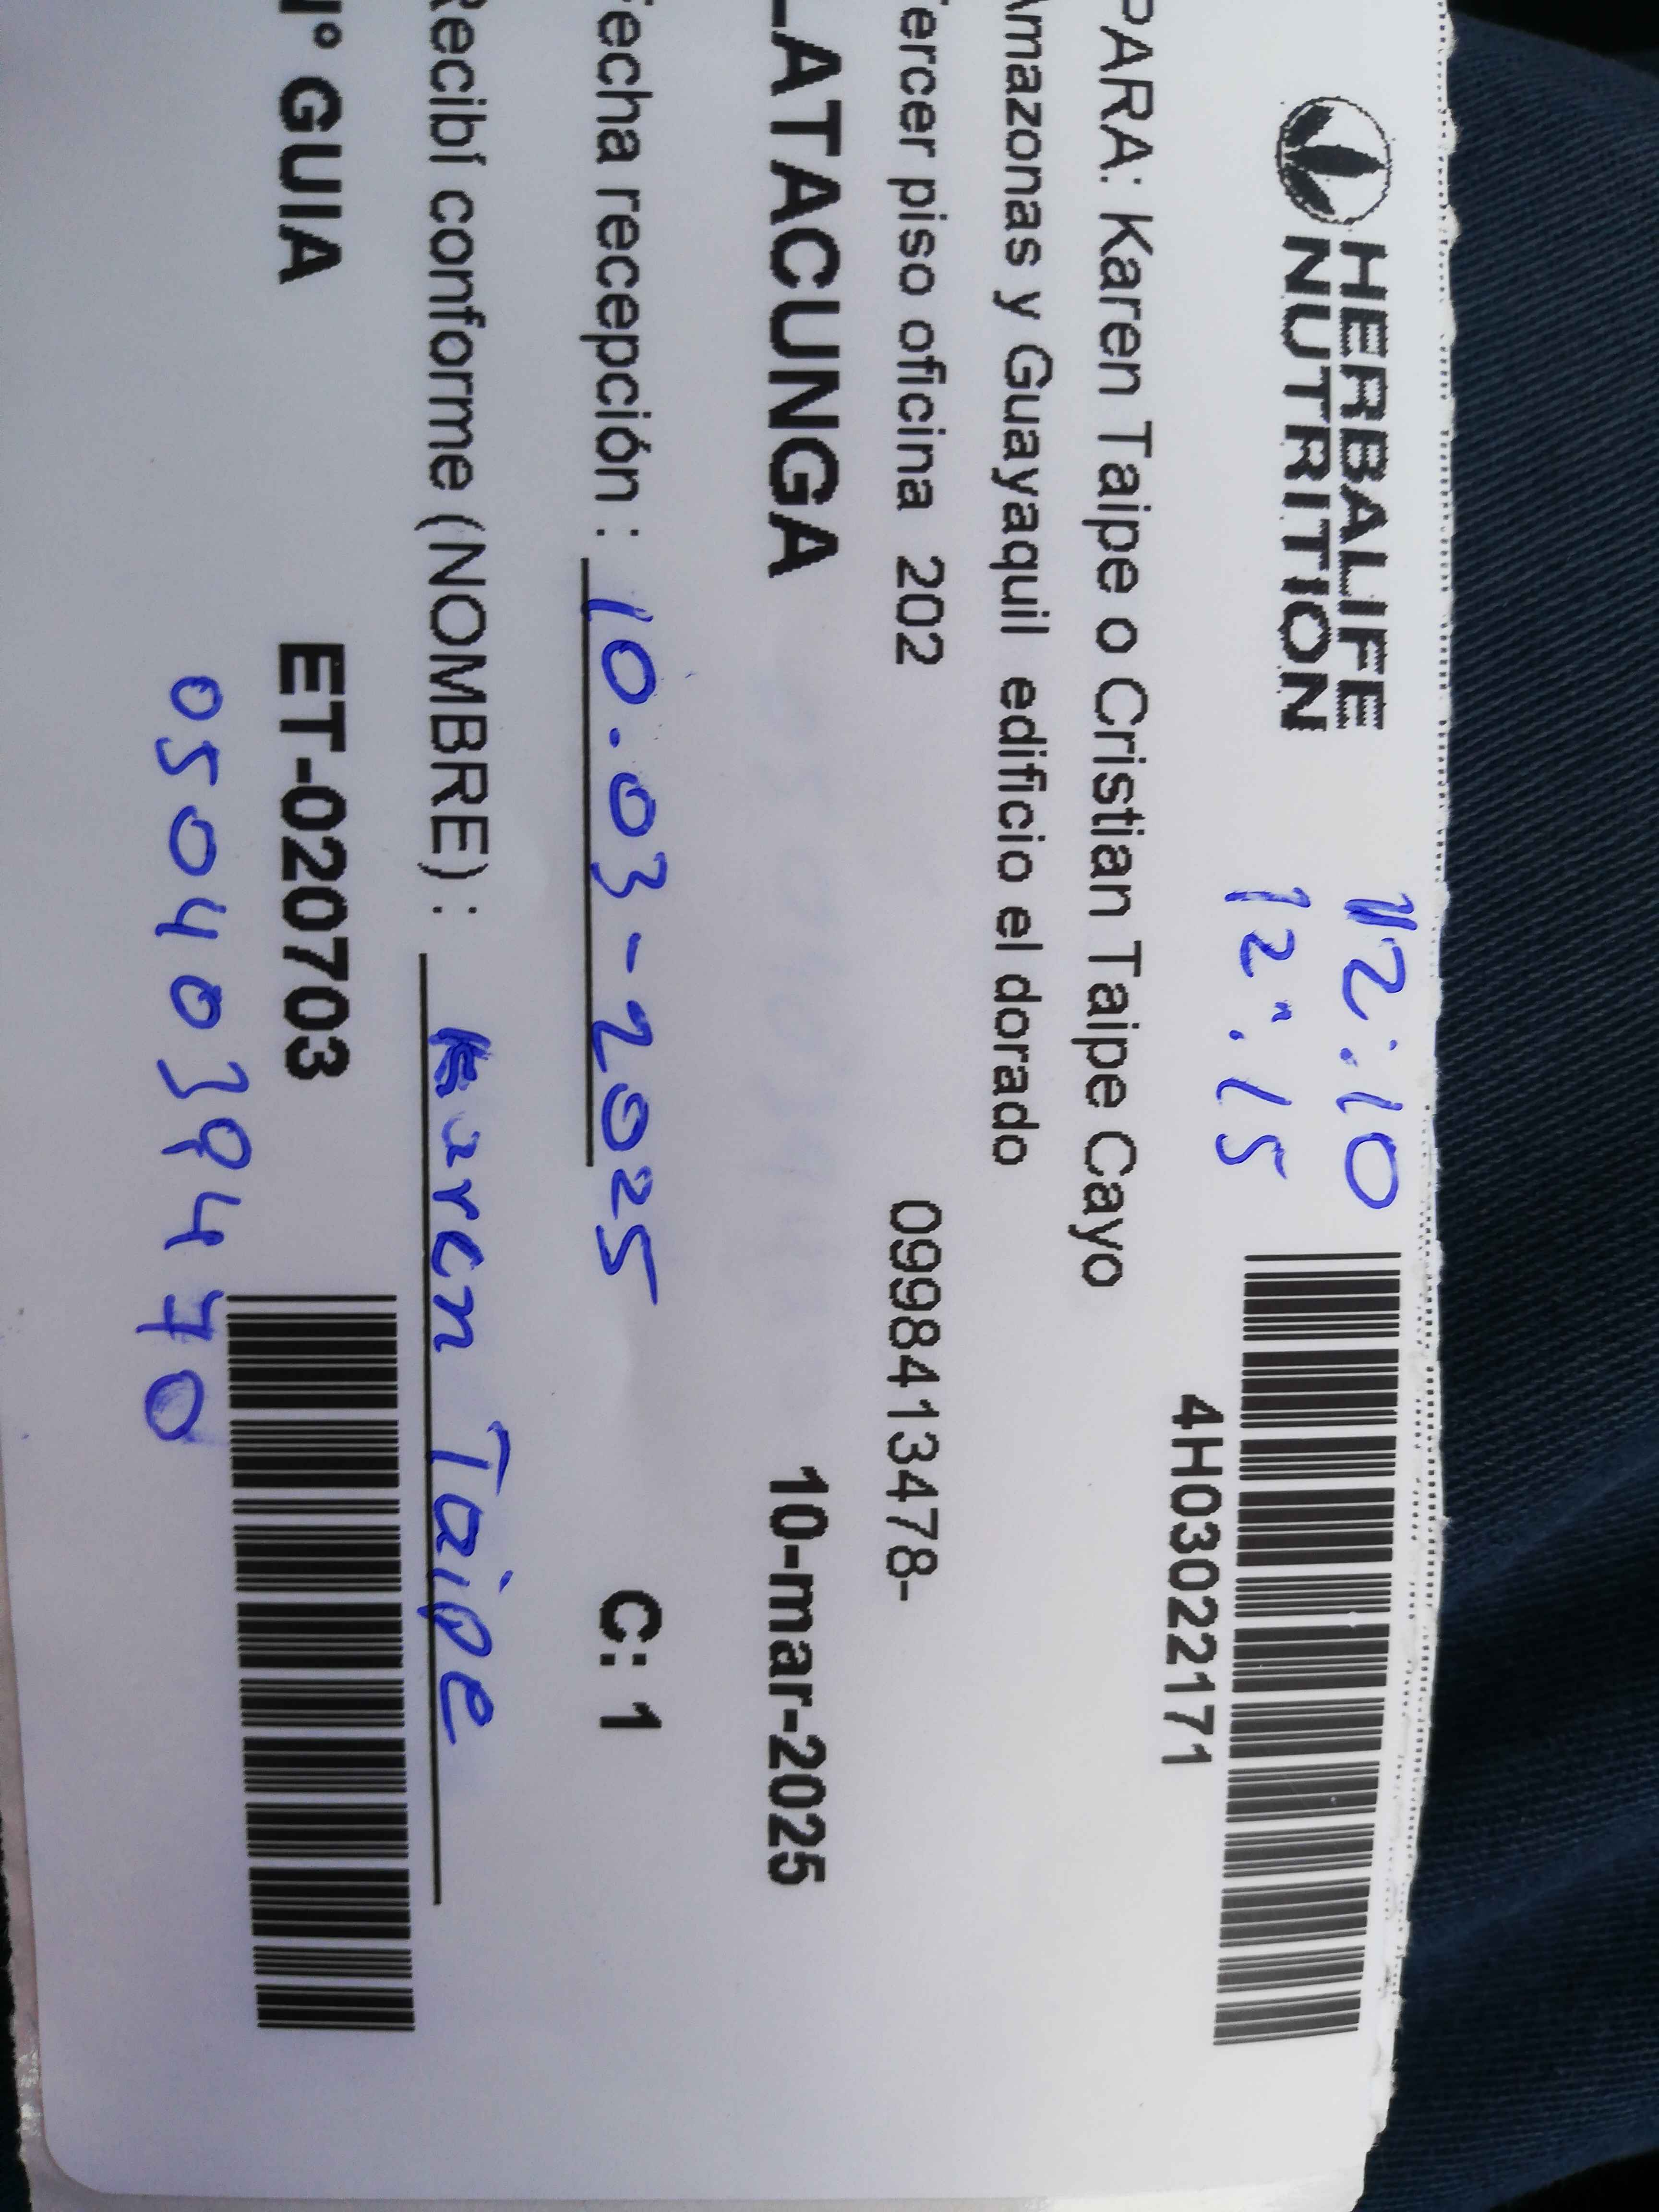 HERBALIFE
NUTRITION
12:10
12:15
4H03022171
PARA: Karen Taipe o Cristian Taipe Cayo
Amazonas y Guayaquil edificio el dorado
Tercer piso oficina 202 0998413478-
LATACUNGA 10-mar-2025
Fecha recepción : 10.03-2025 C: 1
Recibí conforme (NOMBRE) : Karen Taipe
N° GUIA ET-020703
0504039470